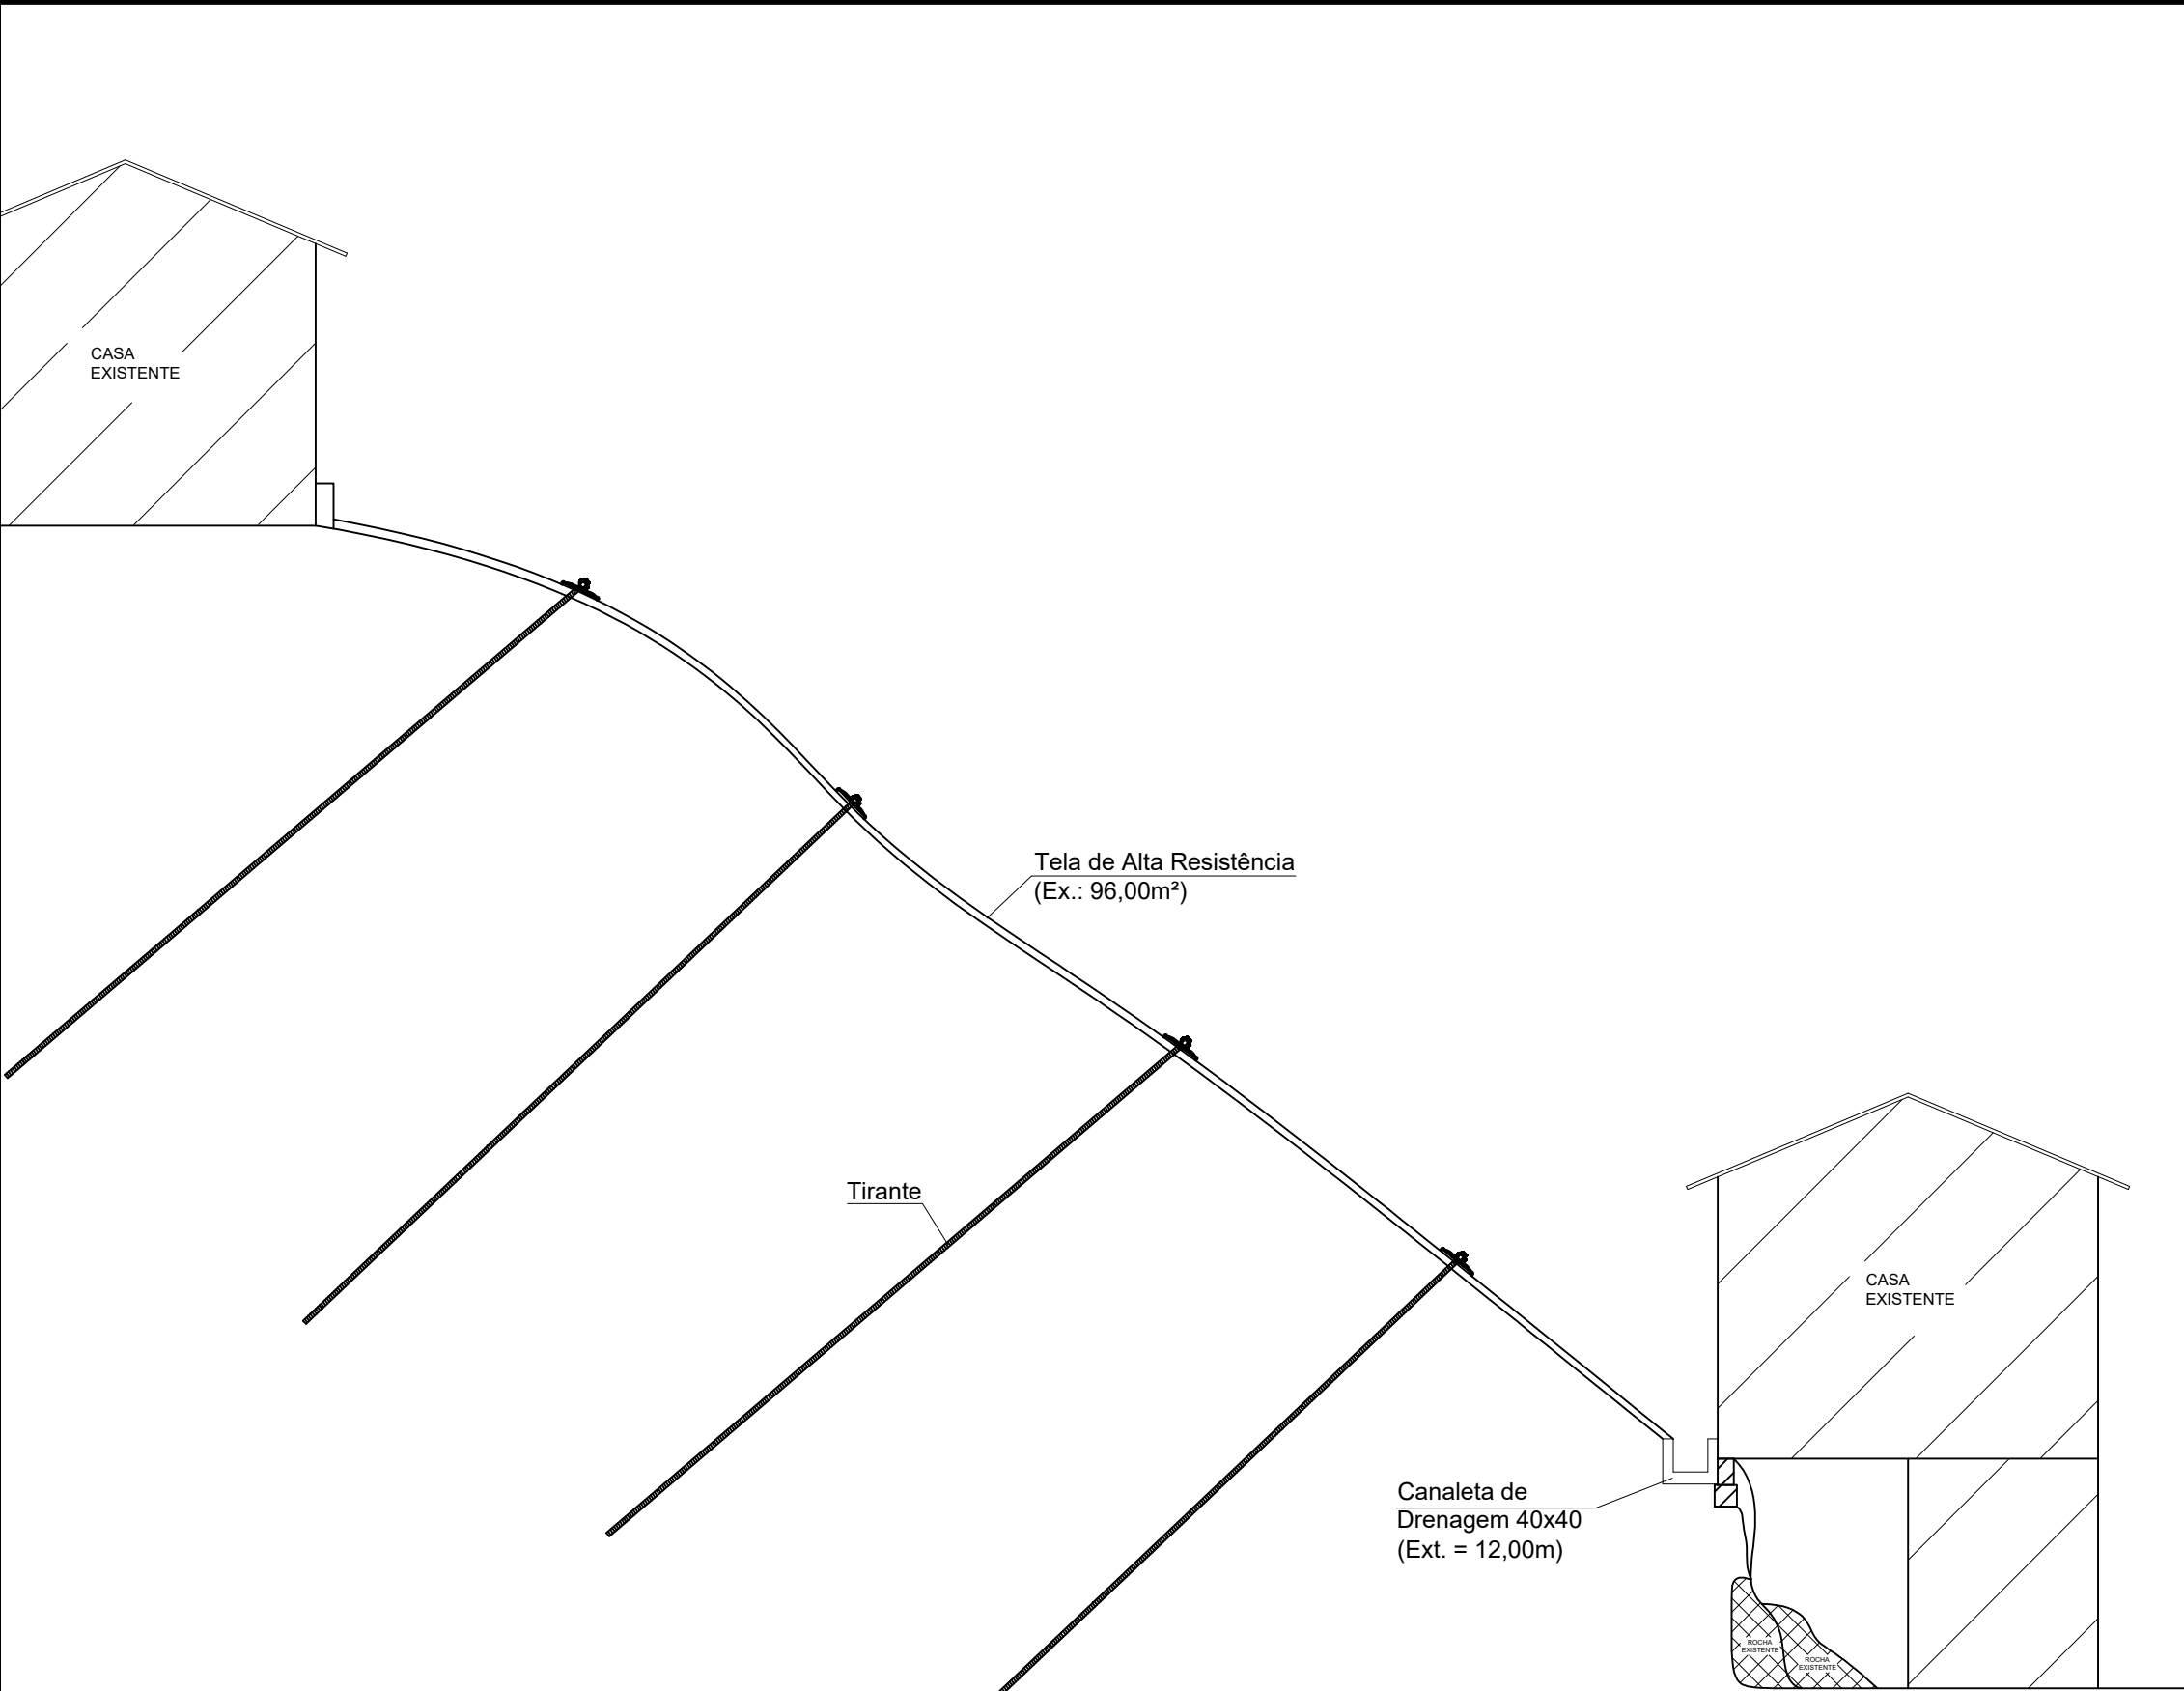 CASA
EXISTENTE
Tela de Alta Resistência
(Ex.: 96,00m²)
Tirante
CASA
EXISTENTE
Canaleta de
Drenagem 40x40
(Ext. = 12,00m)
ROCHA
EXISTENTE
ROCHA
EXISTENTE